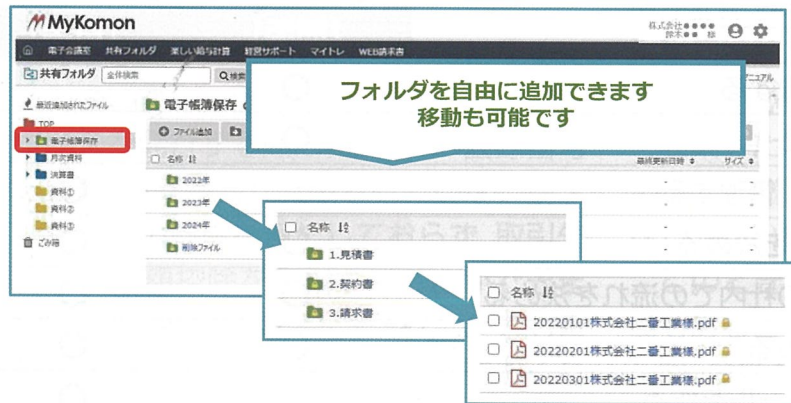 MyKomon
株式会社●●●●
鈴木●● 様
電子会議室 共有フォルダ 楽しい給与計算 経営サポート マイトレ WEB請求書
共有フォルダ 全体検索 検索
最近追加されたファイル
TOP
電子帳簿保存
月次資料
決算書
資料①
資料②
資料③
ごみ箱
電子帳簿保存
フォルダを自由に追加できます
移動も可能です
ファイル追加
名称 最終更新日時 サイズ
2022年 - -
2023年 - -
2024年 - -
削除ファイル - -
名称
1.見積書
2.契約書
3.請求書
名称
20220101株式会社二番工業様.pdf
20220201株式会社二番工業様.pdf
20220301株式会社二番工業様.pdf